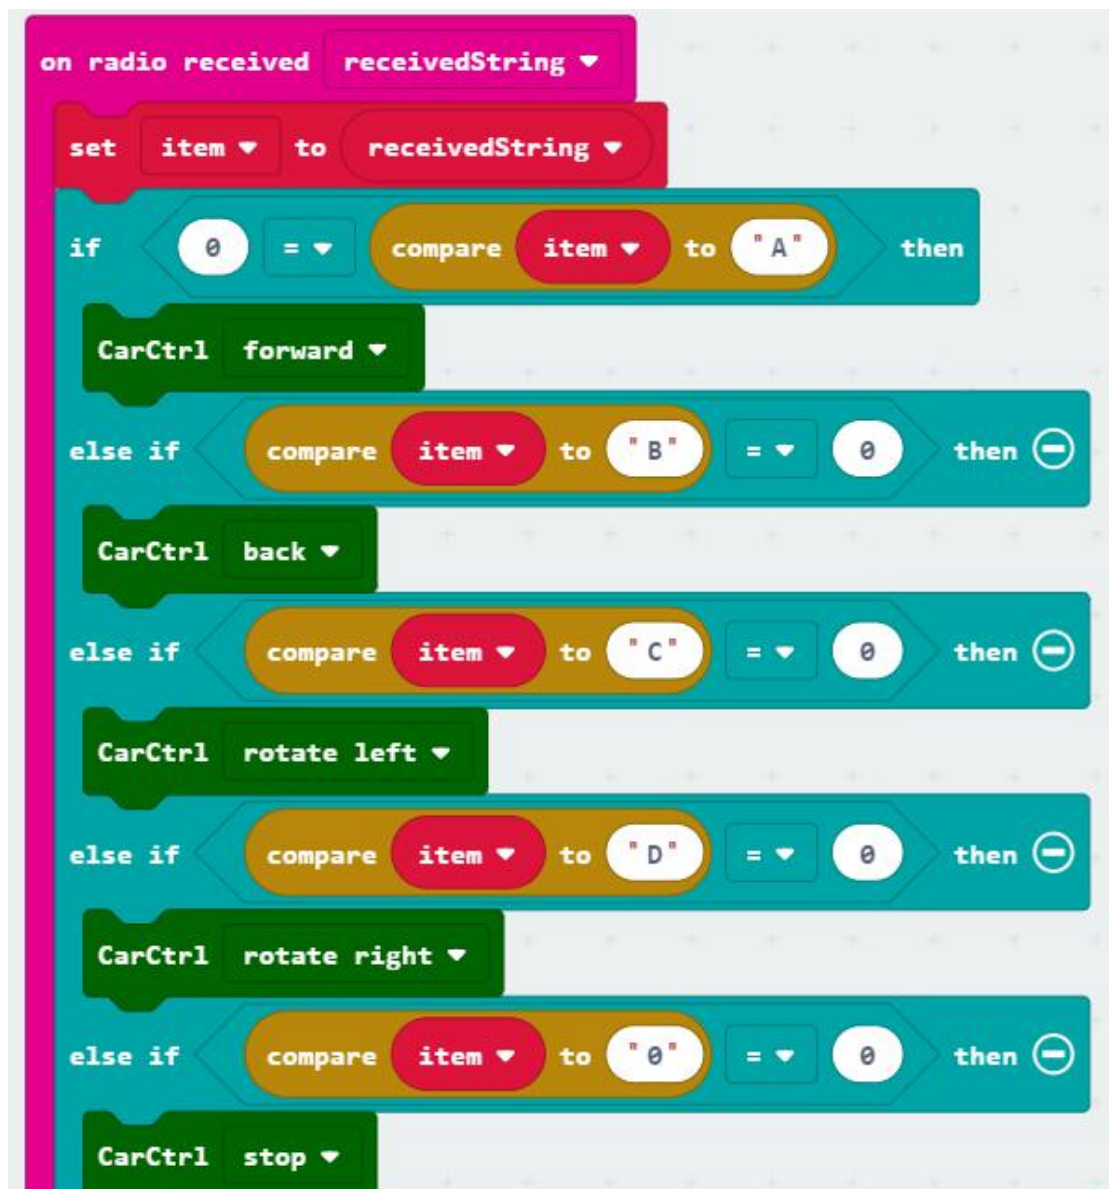 on radio received receivedString
set item to receivedString
if 0 = compare item to "A" then
CarCtrl forward
else if compare item to "B" = 0 then
CarCtrl back
else if compare item to "C" = 0 then
CarCtrl rotate left
else if compare item to "D" = 0 then
CarCtrl rotate right
else if compare item to "0" = 0 then
CarCtrl stop